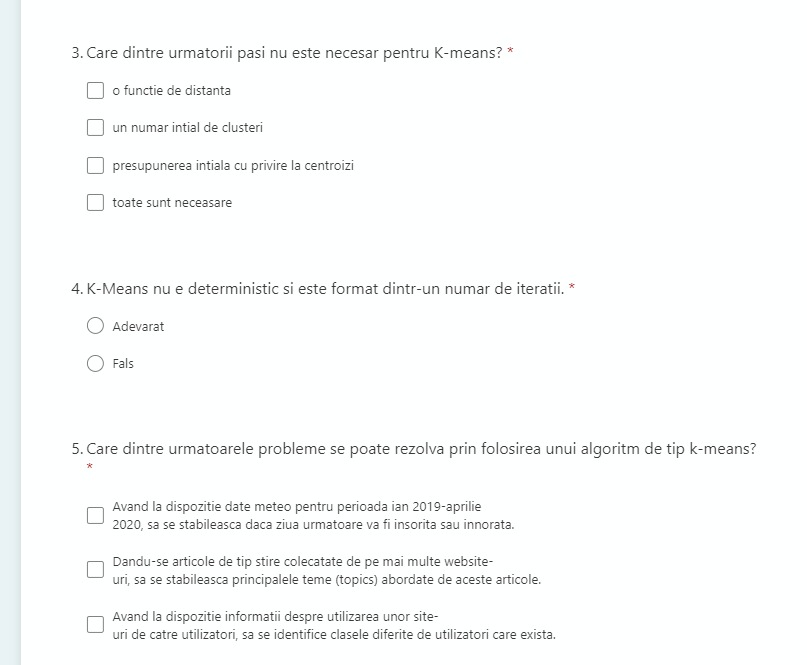 3. Care dintre urmatorii pasi nu este necesar pentru K-means? *
o functie de distanta
un numar intial de clusteri
presupunerea intiala cu privire la centroizi
toate sunt neceasare
4. K-Means nu e deterministic si este format dintr-un numar de iteratii. *
Adevarat
Fals
5. Care dintre urmatoarele probleme se poate rezolva prin folosirea unui algoritm de tip k-means?
*
Avand la dispozitie date meteo pentru perioada ian 2019-aprilie
2020, sa se stabileasca daca ziua urmatoare va fi insorita sau innorata.
Dandu-se articole de tip stire colecatate de pe mai multe website-
uri, sa se stabileasca principalele teme (topics) abordate de aceste articole.
Avand la dispozitie informatii despre utilizarea unor site-
uri de catre utilizatori, sa se identifice clasele diferite de utilizatori care exista.